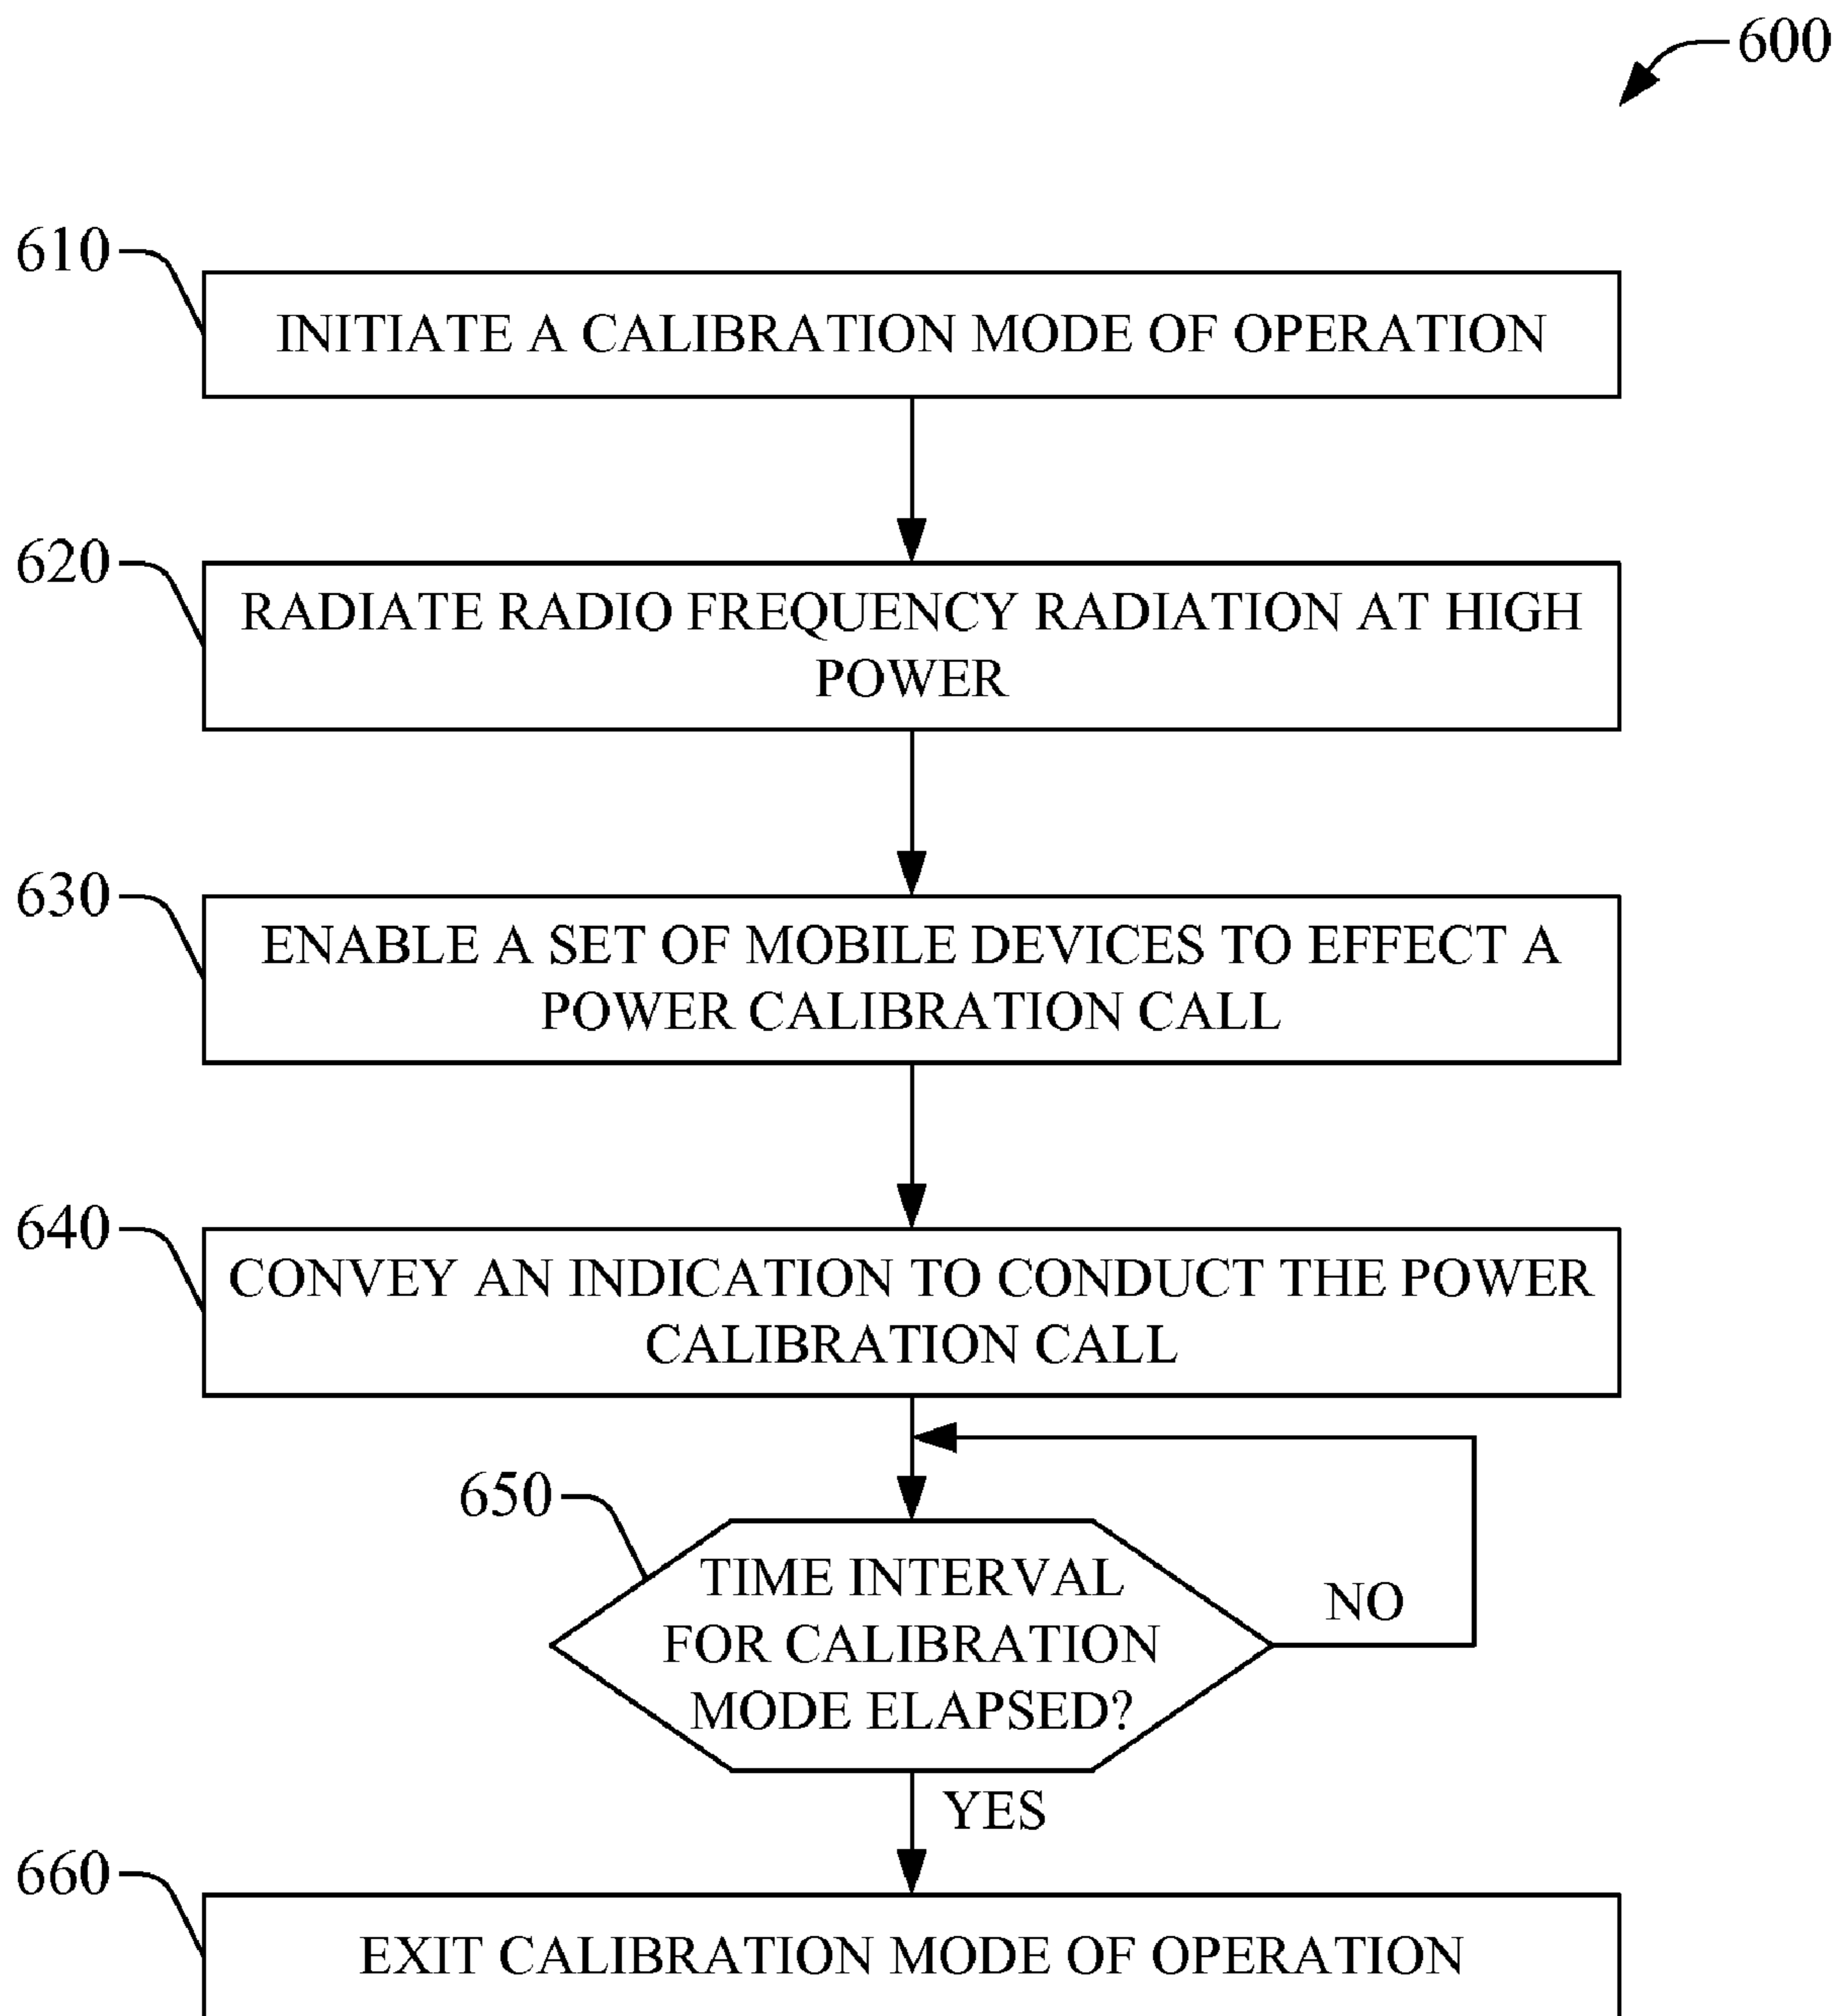 600
610
INITIATE A CALIBRATION MODE OF OPERATION
620
RADIATE RADIO FREQUENCY RADIATION AT HIGH
POWER
630
ENABLE A SET OF MOBILE DEVICES TO EFFECT A
POWER CALIBRATION CALL
640
CONVEY AN INDICATION TO CONDUCT THE POWER
CALIBRATION CALL
650
TIME INTERVAL
FOR CALIBRATION
MODE ELAPSED?
NO
YES
660
EXIT CALIBRATION MODE OF OPERATION